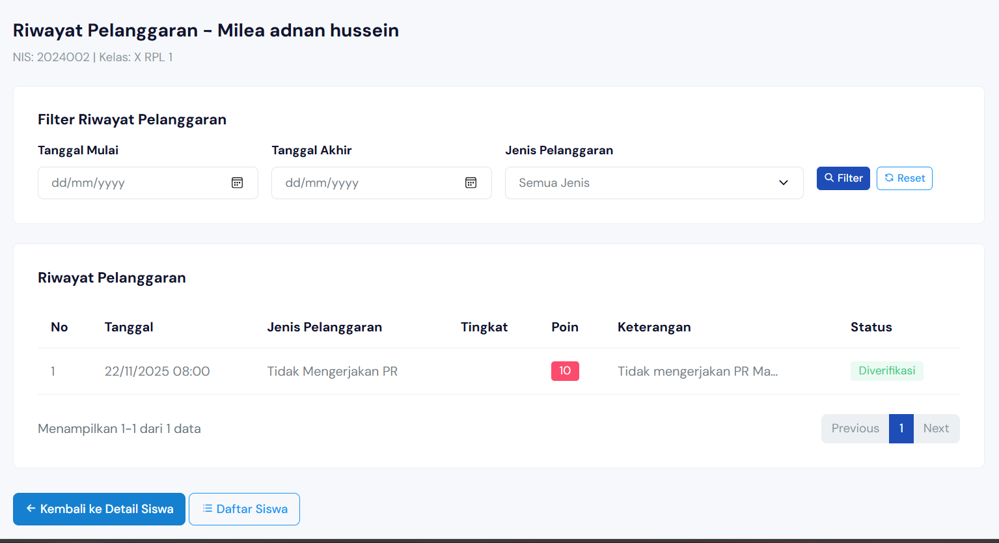 Riwayat Pelanggaran - Milea adnan hussein
NIS: 2024002 | Kelas: X RPL 1
Filter Riwayat Pelanggaran
Tanggal Mulai Tanggal Akhir Jenis Pelanggaran
dd/mm/yyyy dd/mm/yyyy Semua Jenis Filter Reset
Riwayat Pelanggaran
No Tanggal Jenis Pelanggaran Tingkat Poin Keterangan Status
1 22/11/2025 08:00 Tidak Mengerjakan PR 10 Tidak mengerjakan PR Ma... Diverifikasi
Menampilkan 1-1 dari 1 data Previous 1 Next
Kembali ke Detail Siswa Daftar Siswa